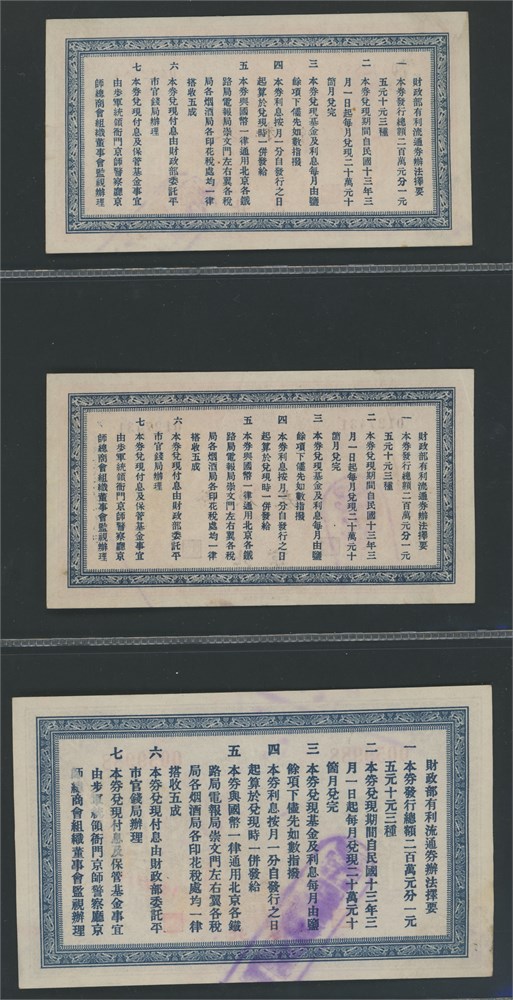 財政部有利流通券辦法擇要
一 本券發行總額二百萬元分一元
五元十元三種
二 本券兌現期間自民國十三年三
月一日起每月兌現二十萬元十
箇月兌完
三 本券兌現基金及利息每月由鹽
餘項下儘先如數指撥
四 本券利息按月一分自發行之日
起算於兌現時一併發給
五 本券與國幣一律通用北京各鐵
路局電報局崇文門左右翼各稅
局各烟酒局各印花稅處均一律
搭收五成
六 本券兌現付息由財政部委託平
市官錢局辦理
七 本券兌現付息及保管基金事宜
由步軍統領衙門京師警察廳京
師總商會組織董事會監視辦理
財政部有利流通券辦法擇要
一 本券發行總額二百萬元分一元
五元十元三種
二 本券兌現期間自民國十三年三
月一日起每月兌現二十萬元十
箇月兌完
三 本券兌現基金及利息每月由鹽
餘項下儘先如數指撥
四 本券利息按月一分自發行之日
起算於兌現時一併發給
五 本券與國幣一律通用北京各鐵
路局電報局崇文門左右翼各稅
局各烟酒局各印花稅處均一律
搭收五成
六 本券兌現付息由財政部委託平
市官錢局辦理
七 本券兌現付息及保管基金事宜
由步軍統領衙門京師警察廳京
師總商會組織董事會監視辦理
財政部有利流通券辦法擇要
一 本券發行總額二百萬元分一元
五元十元三種
二 本券兌現期間自民國十三年三
月一日起每月兌現二十萬元十
箇月兌完
三 本券兌現基金及利息每月由鹽
餘項下儘先如數指撥
四 本券利息按月一分自發行之日
起算於兌現時一併發給
五 本券與國幣一律通用北京各鐵
路局電報局崇文門左右翼各稅
局各烟酒局各印花稅處均一律
搭收五成
六 本券兌現付息由財政部委託平
市官錢局辦理
七 本券兌現付息及保管基金事宜
由步軍統領衙門京師警察廳京
師總商會組織董事會監視辦理